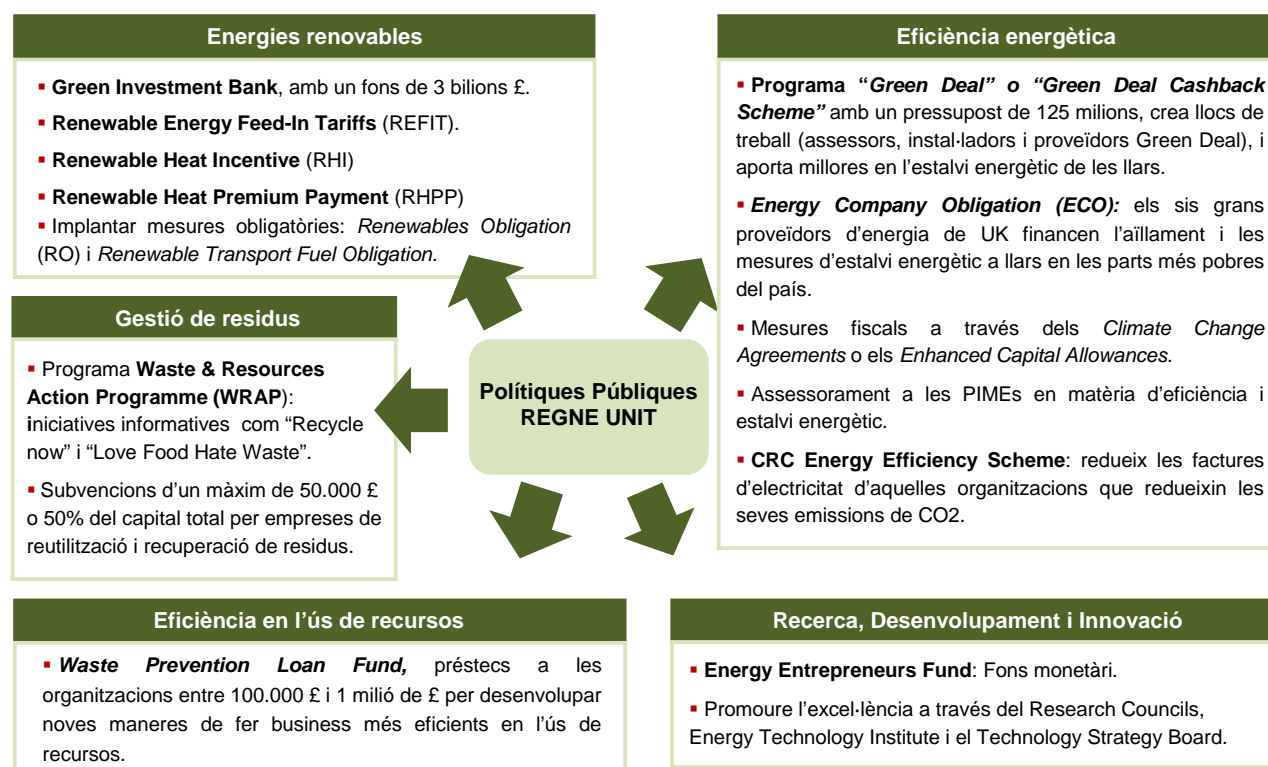 Energies renovables
▪ Green Investment Bank, amb un fons de 3 bilions £.
▪ Renewable Energy Feed-In Tariffs (REFIT).
▪ Renewable Heat Incentive (RHI)
▪ Renewable Heat Premium Payment (RHPP)
▪ Implantar mesures obligatòries: Renewables Obligation
(RO) i Renewable Transport Fuel Obligation.
Eficiència energètica
▪ Programa “Green Deal” o “Green Deal Cashback
Scheme” amb un pressupost de 125 milions, crea llocs de
treball (assessors, instal·ladors i proveïdors Green Deal), i
aporta millores en l’estalvi energètic de les llars.
▪ Energy Company Obligation (ECO): els sis grans
proveïdors d’energia de UK financen l’aïllament i les
mesures d’estalvi energètic a llars en les parts més pobres
del país.
▪ Mesures fiscals a través dels Climate Change
Agreements o els Enhanced Capital Allowances.
▪ Assessorament a les PIMEs en matèria d’eficiència i
estalvi energètic.
▪ CRC Energy Efficiency Scheme: redueix les factures
d’electricitat d’aquelles organitzacions que redueixin les
seves emissions de CO2.
Gestió de residus
▪ Programa Waste & Resources
Action Programme (WRAP):
iniciatives informatives com “Recycle
now” i “Love Food Hate Waste”.
▪ Subvencions d’un màxim de 50.000 £
o 50% del capital total per empreses de
reutilització i recuperació de residus.
Polítiques Públiques
REGNE UNIT
Eficiència en l’ús de recursos
▪ Waste Prevention Loan Fund, préstecs a les
organitzacions entre 100.000 £ i 1 milió de £ per desenvolupar
noves maneres de fer business més eficients en l’ús de
recursos.
Recerca, Desenvolupament i Innovació
▪ Energy Entrepreneurs Fund: Fons monetàri.
▪ Promoure l’excel·lència a través del Research Councils,
Energy Technology Institute i el Technology Strategy Board.